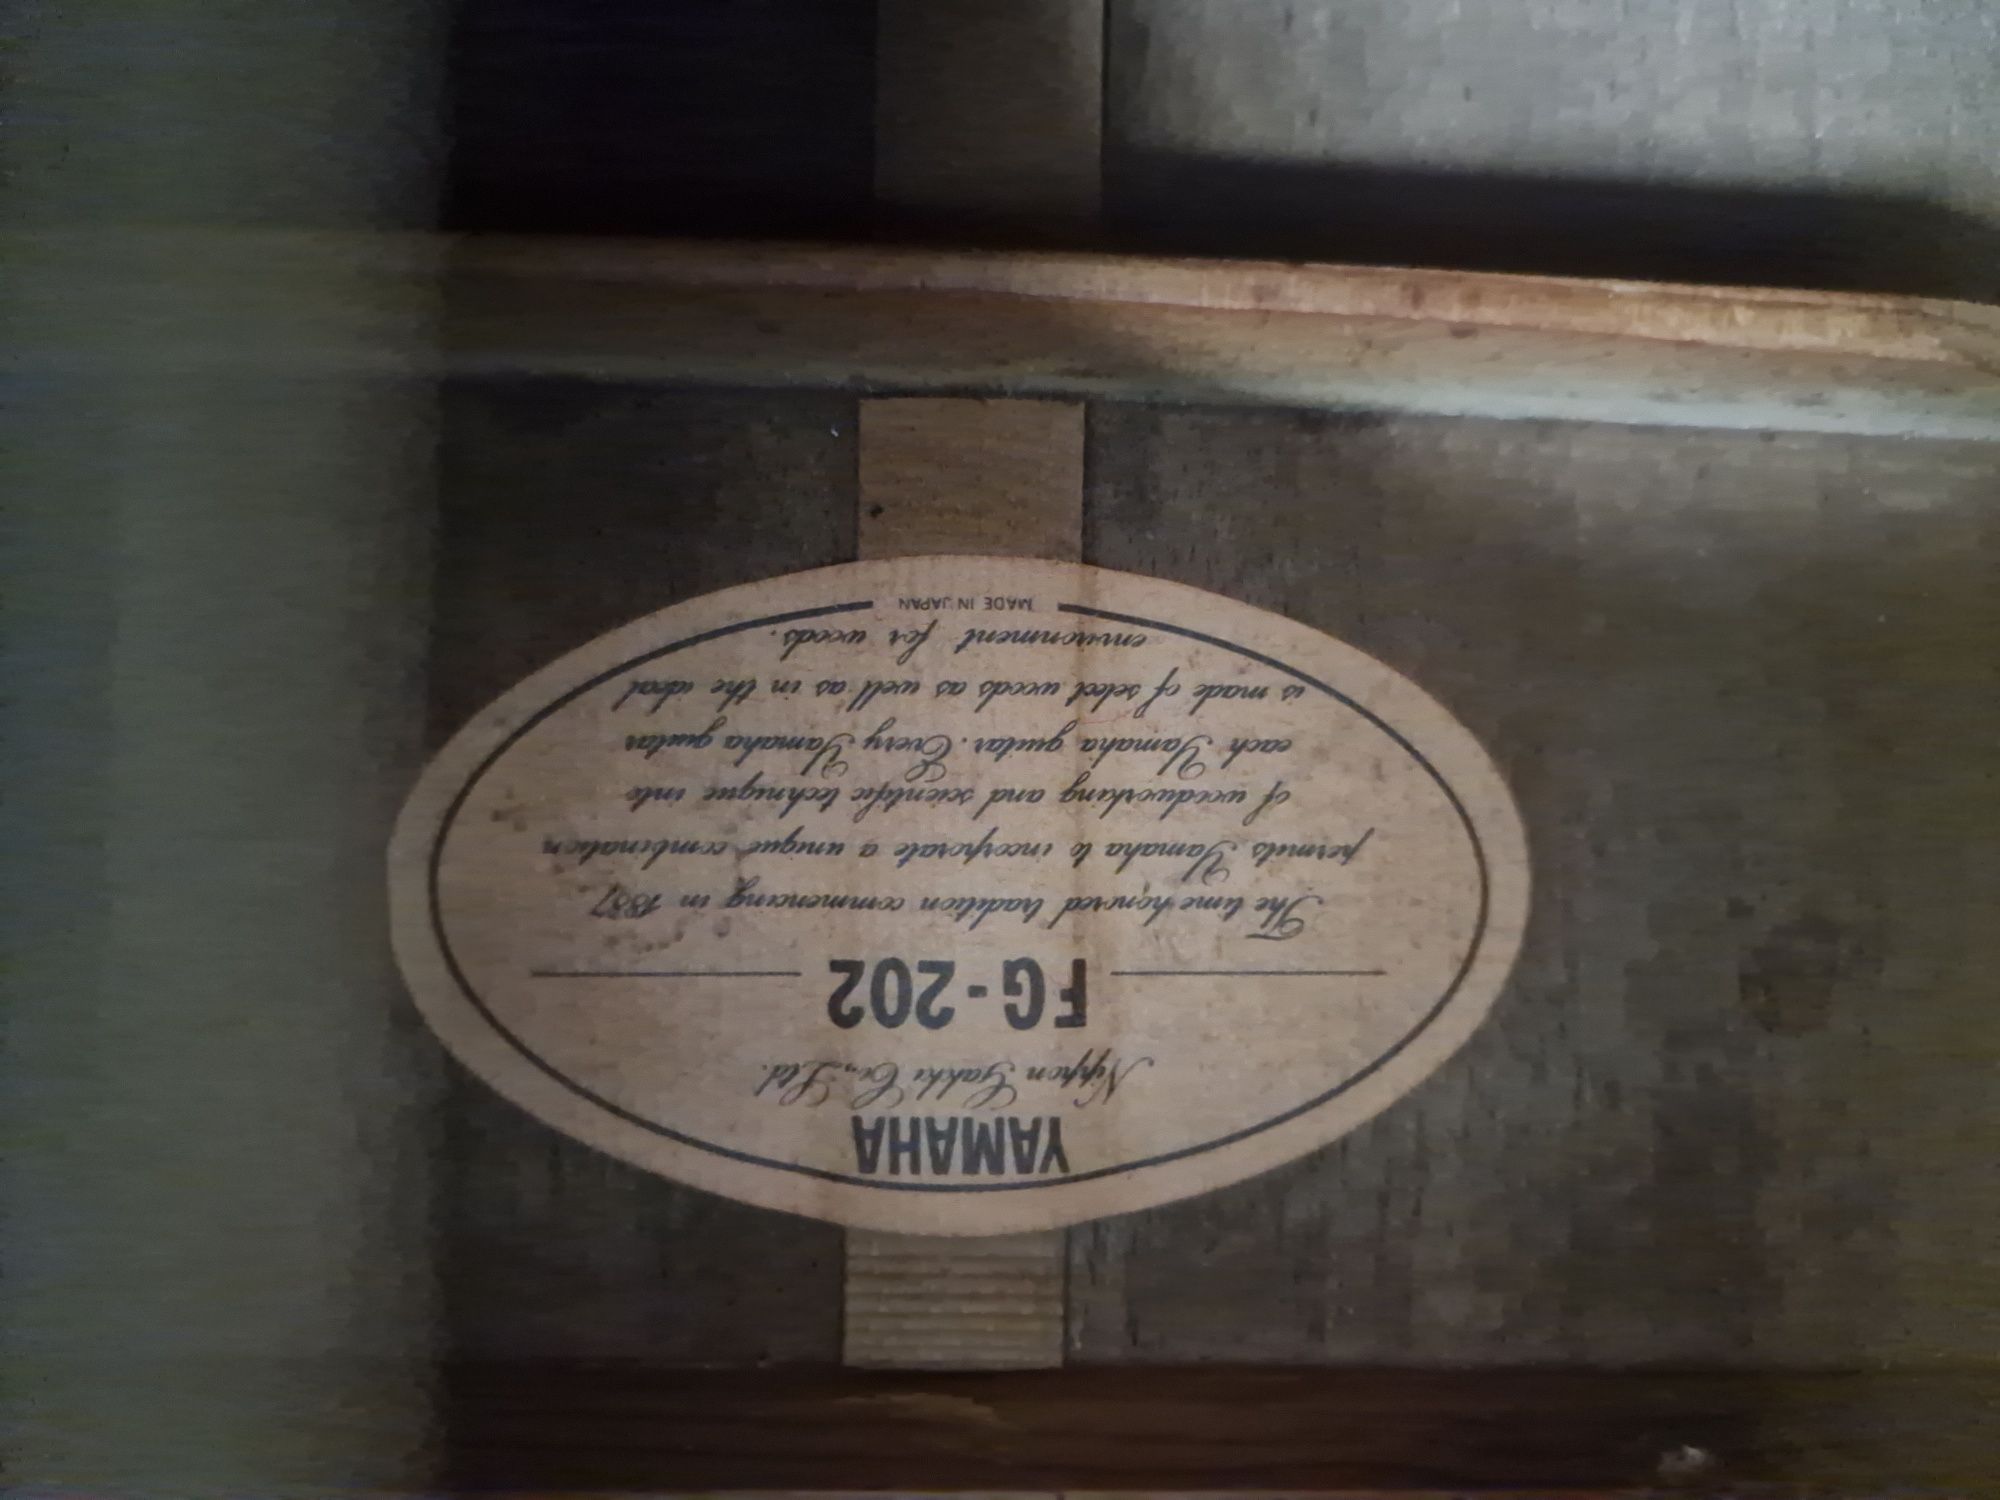 YAMAHA
Nippon Gakki Co., Ltd.
FG-202
The time honored tradition commencing in 1887
permits Yamaha to incorporate a unique combination
of woodworking and scientific technique into
each Yamaha guitar. Every Yamaha guitar
is made of select woods as well as in the ideal
environment for woods.
MADE IN JAPAN